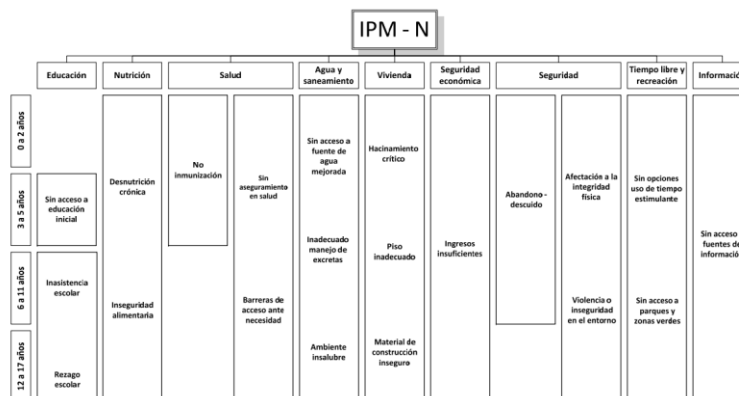 IPM - N
Educación
Nutrición
Salud
Agua y
saneamiento
Vivienda
Seguridad
económica
Seguridad
Tiempo libre y
recreación
Informació
0 a 2 años
3 a 5 años
6 a 11 años
12 a 17 años
Sin acceso a
educación
inicial
Inasistencia
escolar
Rezago
escolar
Desnutrición
crónica
Inseguridad
alimentaria
No
inmunización
Sin
aseguramiento
en salud
Barreras de
acceso ante
necesidad
Sin acceso a
fuente de
agua
mejorada
Inadecuado
manejo de
excretas
Ambiente
insalubre
Hacinamiento
crítico
Piso
inadecuado
Material de
construcción
inseguro
Ingresos
insuficientes
Abandono -
descuido
Afectación a la
integridad
física
Violencia o
inseguridad
en el entorno
Sin opciones
uso de tiempo
estimulante
Sin acceso a
parques y
zonas verdes
Sin acceso
fuentes de
informació